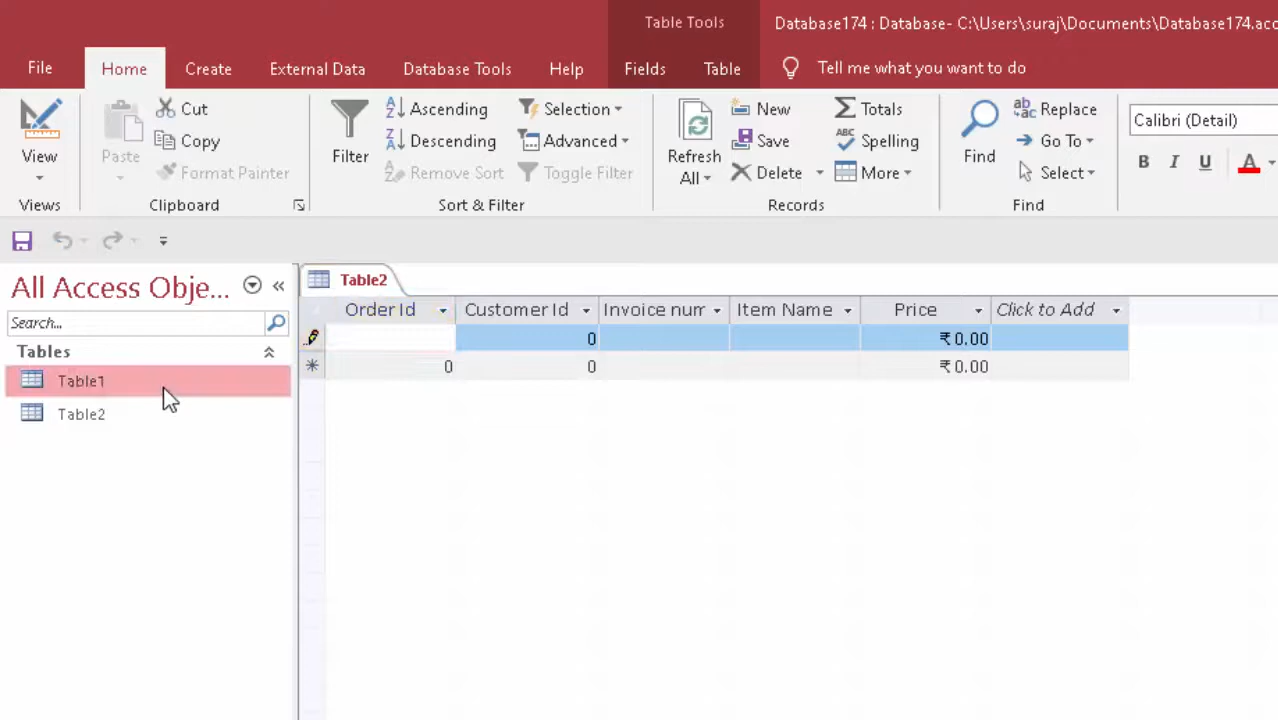 Table Tools
Database174 : Database- C:\Users\suraj\Documents\Database174.acc
File Home Create External Data Database Tools Help Fields Table Tell me what you want to do
View
Views
Paste
Cut
Copy
Format Painter
Clipboard
Filter
Ascending
Descending
Remove Sort
Selection
Advanced
Toggle Filter
Sort & Filter
Refresh
All
New
Save
Delete
Totals
Spelling
More
Records
Find
Replace
Go To
Select
Find
Calibri (Detail)
B I U A
All Access Obje...
Search...
Tables
Table1
Table2
Table2
Order Id Customer Id Invoice num Item Name Price Click to Add
0 ₹ 0.00
0 0 ₹ 0.00